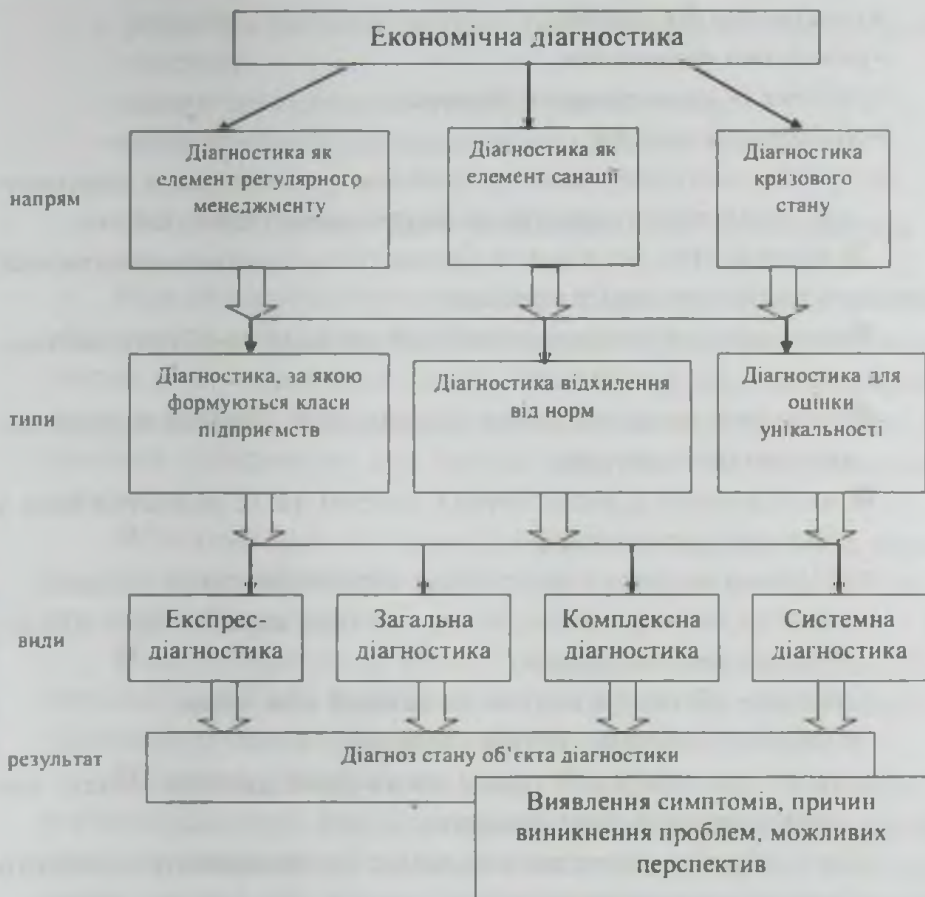 Економічна діагностика
напрям
Діагностика як
елемент регулярного
менеджменту
Діагностика як
елемент санації
Діагностика
кризового
стану
типи
Діагностика, за якою
формуються класи
підприємств
Діагностика відхилення
від норм
Діагностика для
оцінки
унікальності
види
Експрес-
діагностика
Загальна
діагностика
Комплексна
діагностика
Системна
діагностика
результат
Діагноз стану об'єкта діагностики
Виявлення симптомів, причин
виникнення проблем, можливих
перспектив